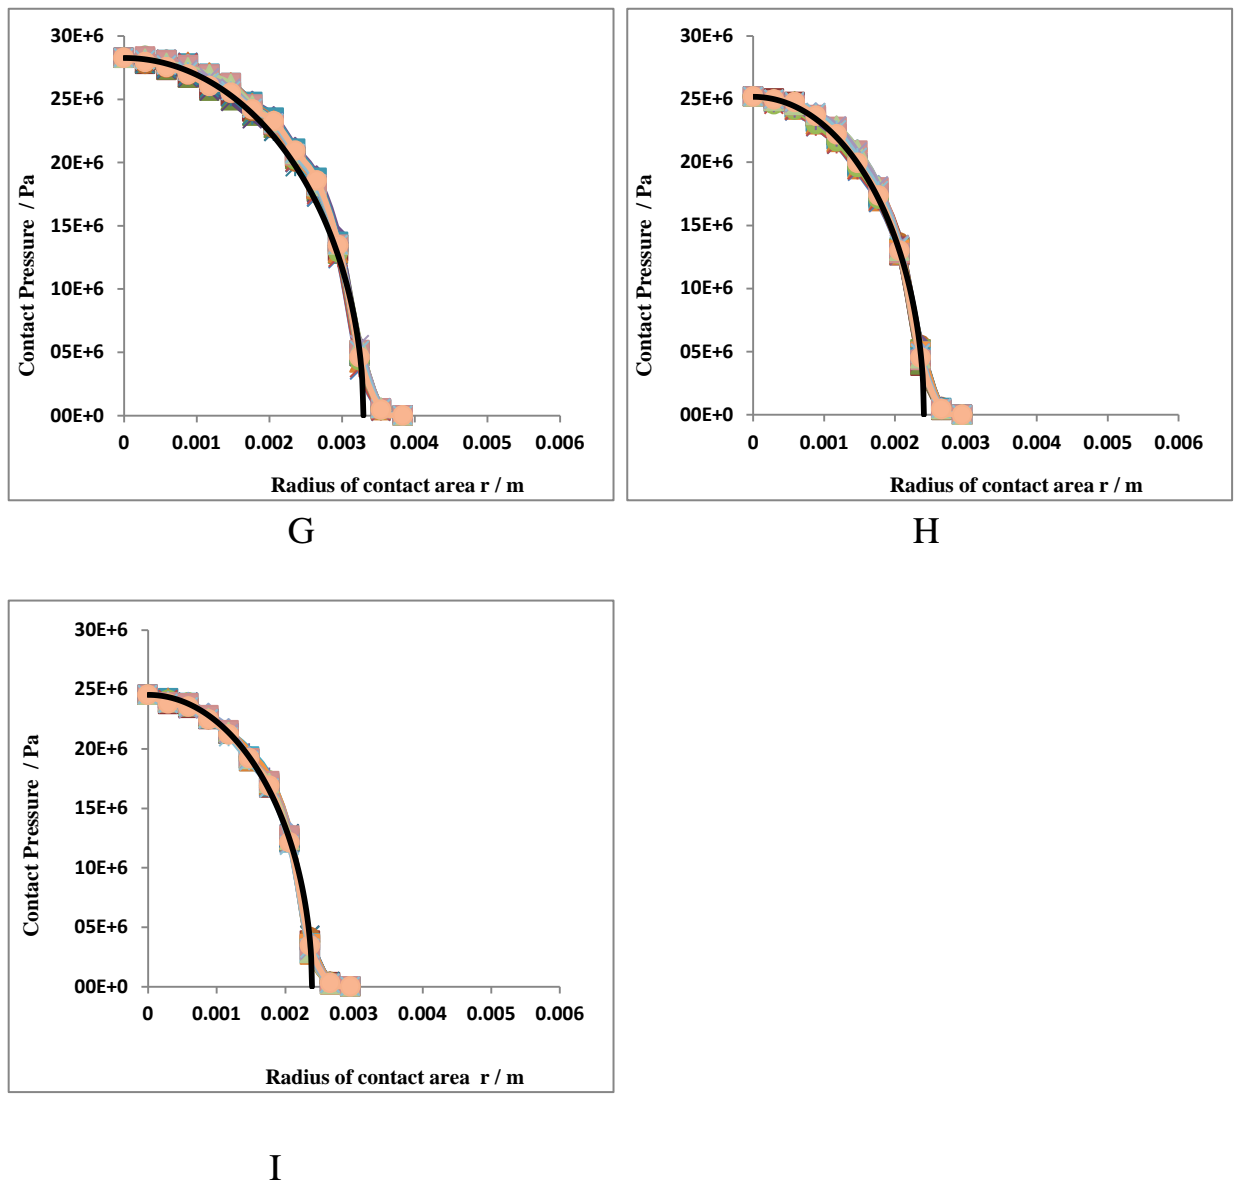 30E+6
25E+6
20E+6
15E+6
10E+6
05E+6
00E+0
0 0.001 0.002 0.003 0.004 0.005 0.006
Contact Pressure / Pa
Radius of contact area r / m
G
30E+6
25E+6
20E+6
15E+6
10E+6
05E+6
00E+0
0 0.001 0.002 0.003 0.004 0.005 0.006
Contact Pressure / Pa
Radius of contact area r / m
H
30E+6
25E+6
20E+6
15E+6
10E+6
05E+6
00E+0
0 0.001 0.002 0.003 0.004 0.005 0.006
Contact Pressure / Pa
Radius of contact area r / m
I